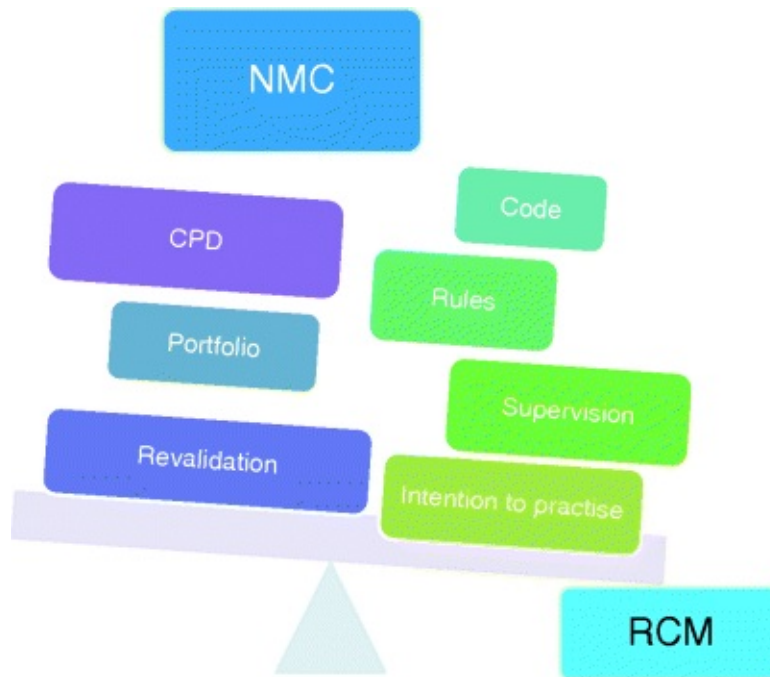 NMC
Code
CPD
Rules
Portfolio
Supervision
Revalidation
Intention to practise
RCM